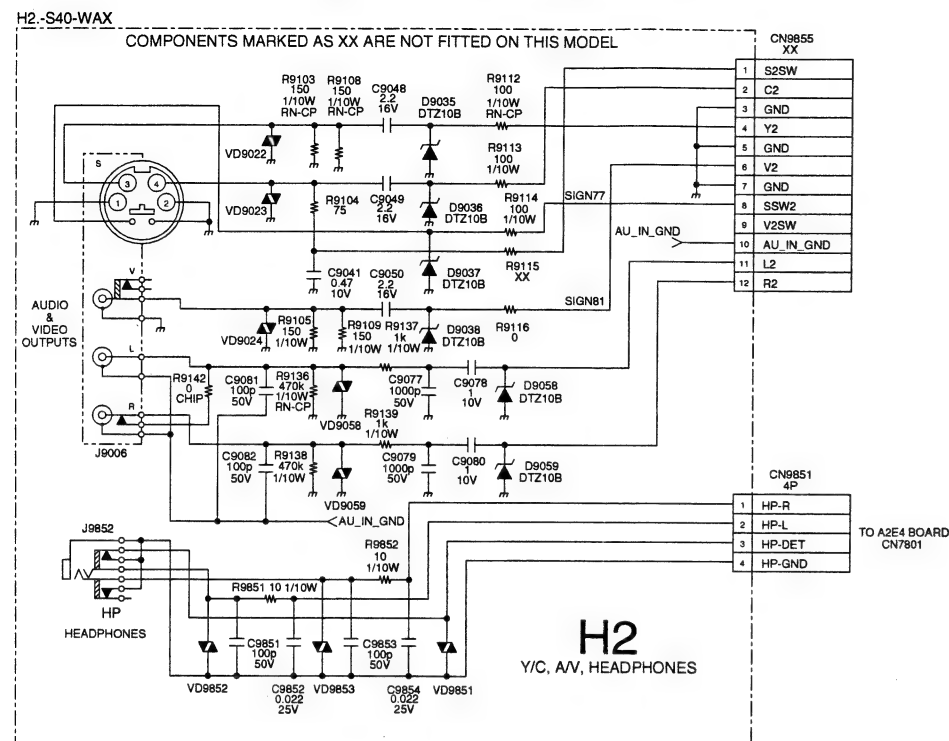 H2.-S40-WAX
COMPONENTS MARKED AS XX ARE NOT FITTED ON THIS MODEL
CN9855
XX
1 S2SW
2 C2
3 GND
4 Y2
5 GND
6 V2
7 GND
8 SSW2
9 V2SW
10 AU_IN_GND
11 L2
12 R2
R9103
150
1/10W
RN-CP
R9108
150
1/10W
RN-CP
C9048
2.2
16V
D9035
DTZ10B
R9112
100
1/10W
RN-CP
VD9022
R9113
100
1/10W
S
3
4
1
2
VD9023
R9104
75
C9049
2.2
16V
D9036
DTZ10B
R9114
100
1/10W
SIGN77
AU_IN_GND
C9041
0.47
10V
C9050
2.2
16V
D9037
DTZ10B
R9115
XX
SIGN81
V
AUDIO
&
VIDEO
OUTPUTS
VD9024
R9105
150
1/10W
R9109
150
1/10W
R9137
1k
1/10W
D9038
DTZ10B
R9116
0
L
R9142
0
CHIP
C9081
100p
50V
R9136
470k
1/10W
RN-CP
VD9058
C9077
1000p
50V
C9078
1
10V
D9058
DTZ10B
R
R9139
1k
1/10W
J9006
C9082
100p
50V
R9138
470k
1/10W
VD9059
C9079
1000p
50V
C9080
1
10V
D9059
DTZ10B
AU_IN_GND
CN9851
4P
1 HP-R
2 HP-L
3 HP-DET
4 HP-GND
TO A2E4 BOARD
CN7801
J9852
HP
HEADPHONES
R9852
10
1/10W
R9851 10 1/10W
C9851
100p
50V
C9853
100p
50V
VD9852
C9852
0.022
25V
VD9853
C9854
0.022
25V
VD9851
H2
Y/C, A/V, HEADPHONES